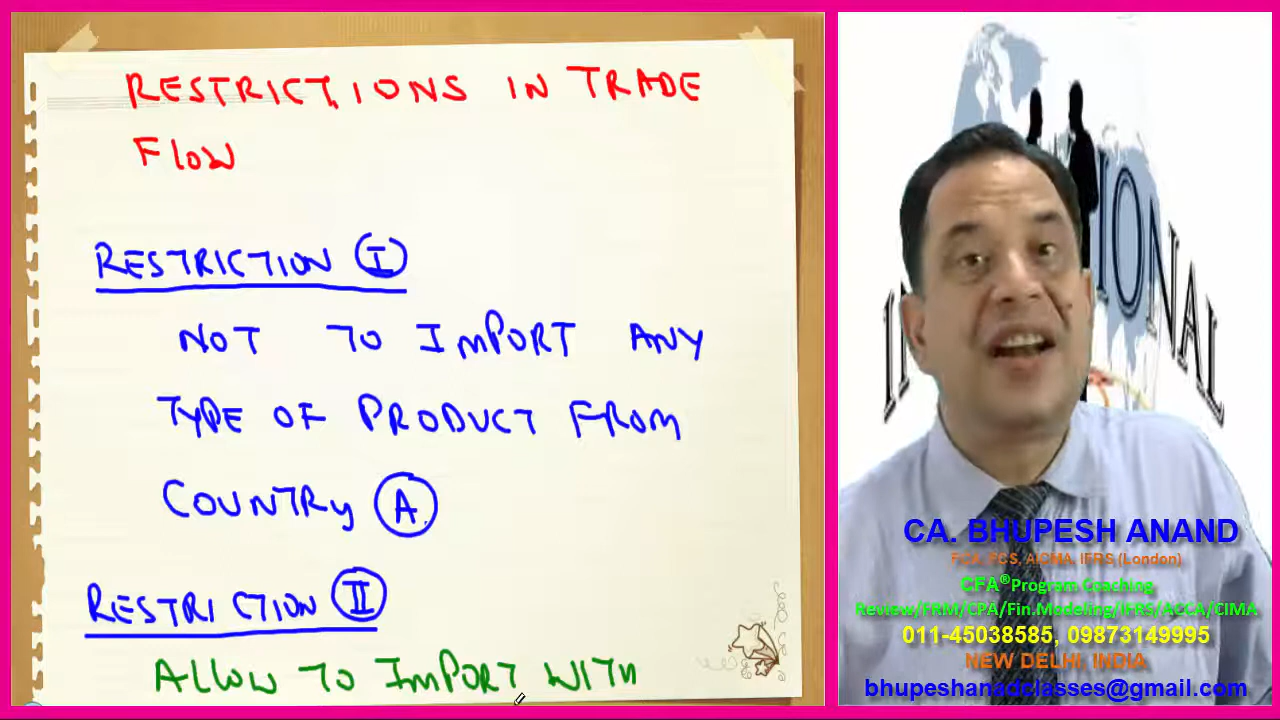 RESTRICTIONS IN TRADE
FLOW
RESTRICTION I
NOT TO IMPORT ANY
TYPE OF PRODUCT FROM
COUNTRY A
RESTRICTION II
ALLOW TO IMPORT WITH
CA. BHUPESH ANAND
FCA, FCS, AICMA, IFRS (London)
CFA® Program Coaching
Review/FRM/CPA/Fin.Modeling/IFRS/ACCA/CIMA
011-45038585, 09873149995
NEW DELHI, INDIA
bhupeshanadclasses@gmail.com